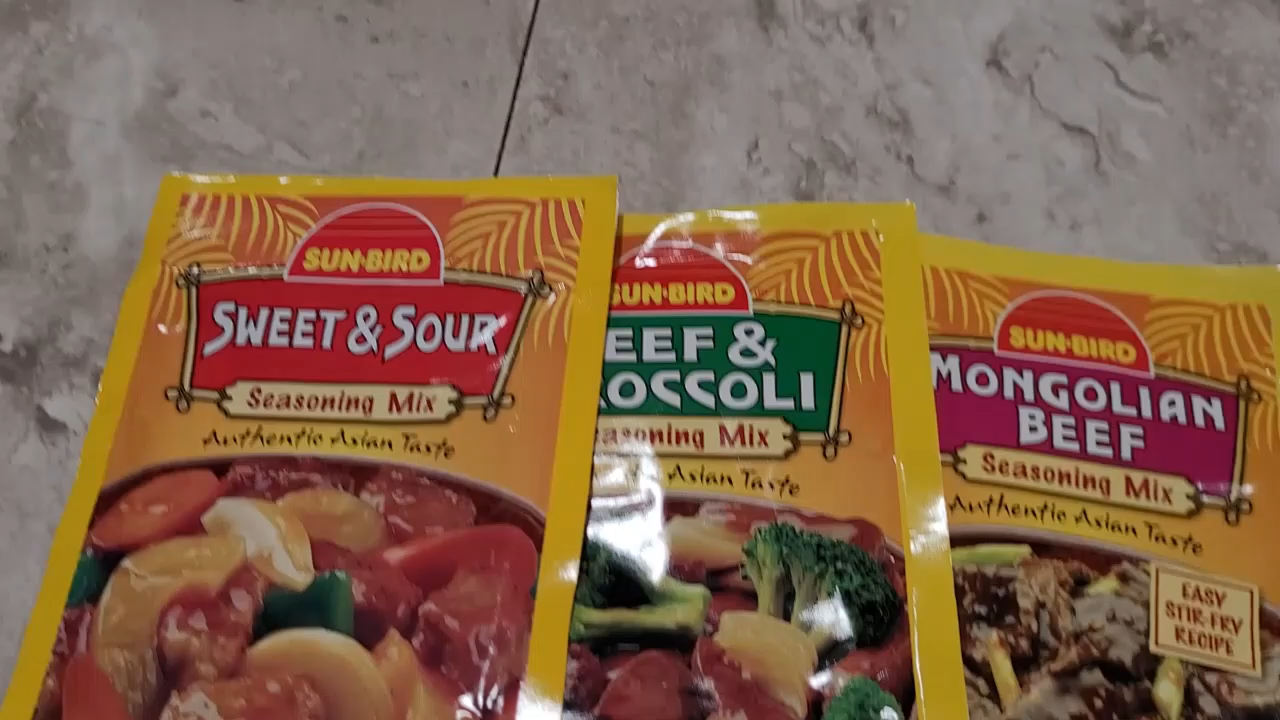 SUN·BIRD
SWEET & SOUR
Seasoning Mix
Authentic Asian Taste
SUN·BIRD
EEF &
OCCOLI
easoning Mix
Asian Taste
SUN·BIRD
MONGOLIAN
BEEF
Seasoning Mix
Authentic Asian Taste
EASY
STIR-FRY
RECIPE